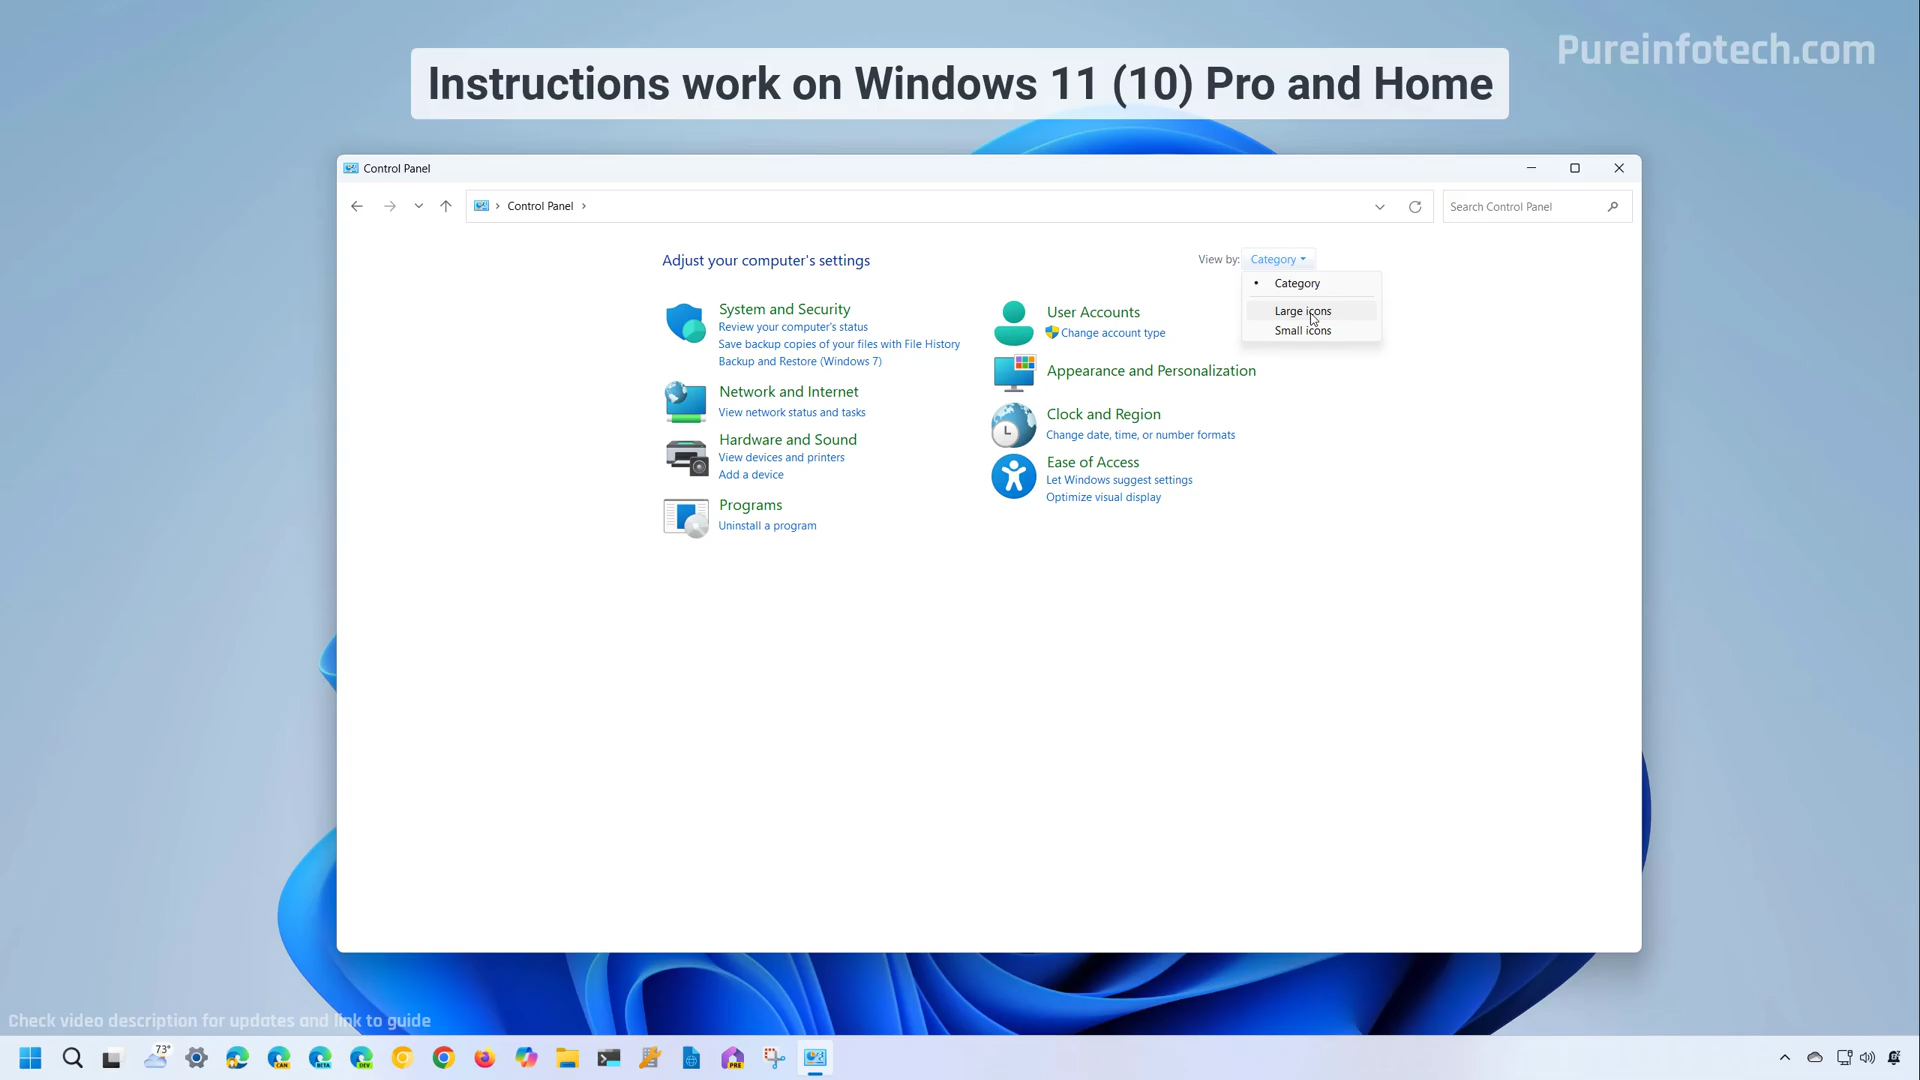 Pureinfotech.com
Instructions work on Windows 11 (10) Pro and Home
Control Panel
Control Panel
Search Control Panel
Adjust your computer's settings
View by: Category
Category
Large icons
Small icons
System and Security
Review your computer's status
Save backup copies of your files with File History
Backup and Restore (Windows 7)
Network and Internet
View network status and tasks
Hardware and Sound
View devices and printers
Add a device
Programs
Uninstall a program
User Accounts
Change account type
Appearance and Personalization
Clock and Region
Change date, time, or number formats
Ease of Access
Let Windows suggest settings
Optimize visual display
Check video description for updates and link to guide
73°
CAN
BETA
DEV
PRE